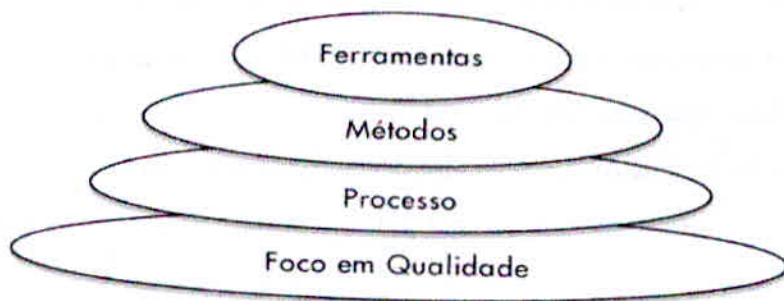 Ferramentas
Métodos
Processo
Foco em Qualidade